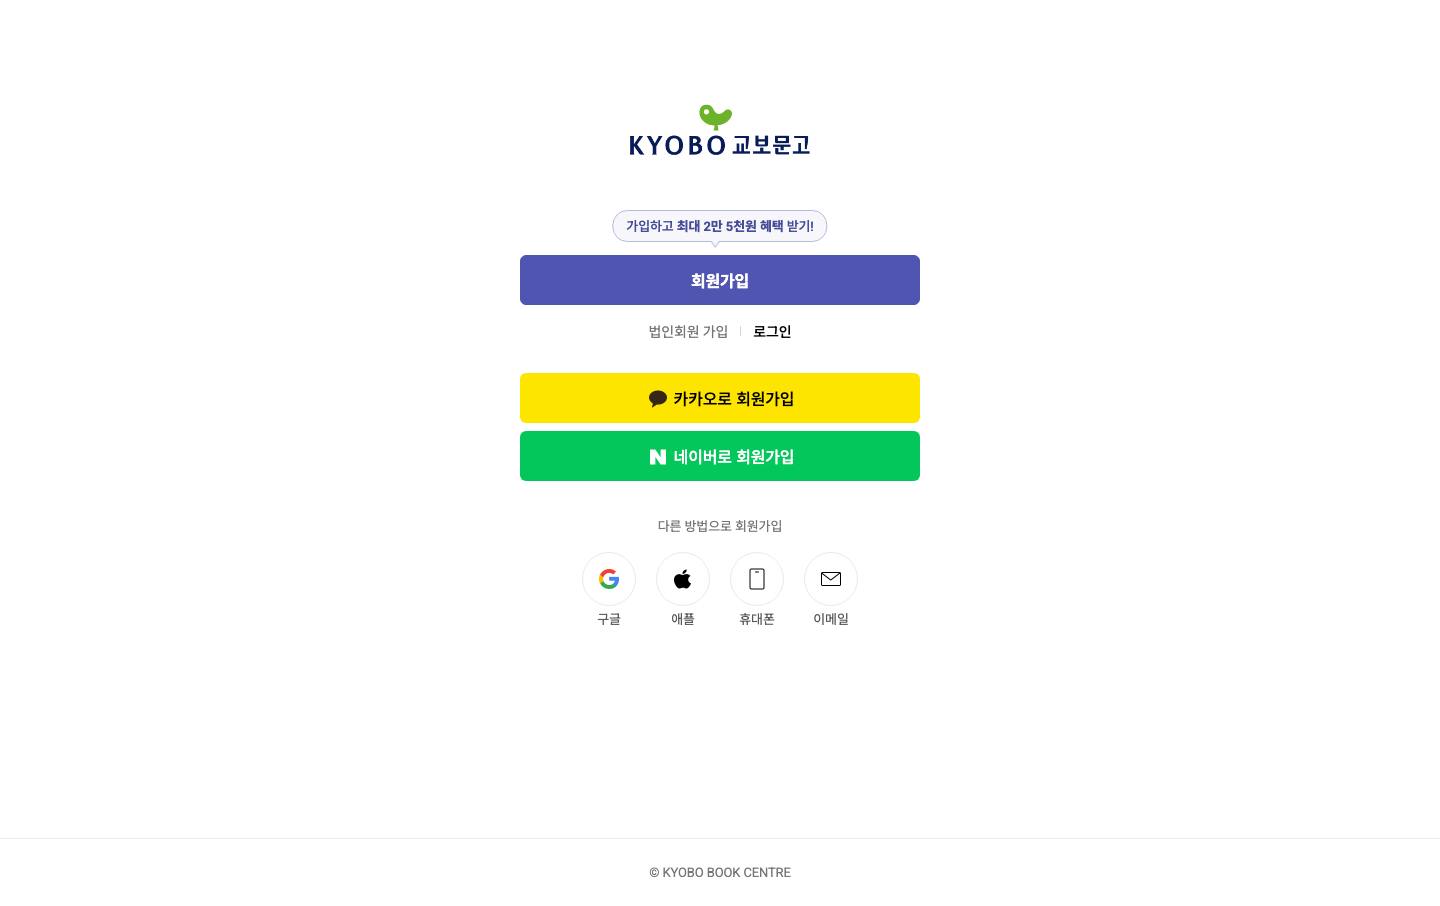 KYOBO 교보문고
가입하고 최대 2만 5천원 혜택 받기!
회원가입
법인회원 가입
로그인
카카오로 회원가입
N 네이버로 회원가입
다른 방법으로 회원가입
구글
애플
휴대폰
이메일
© KYOBO BOOK CENTRE